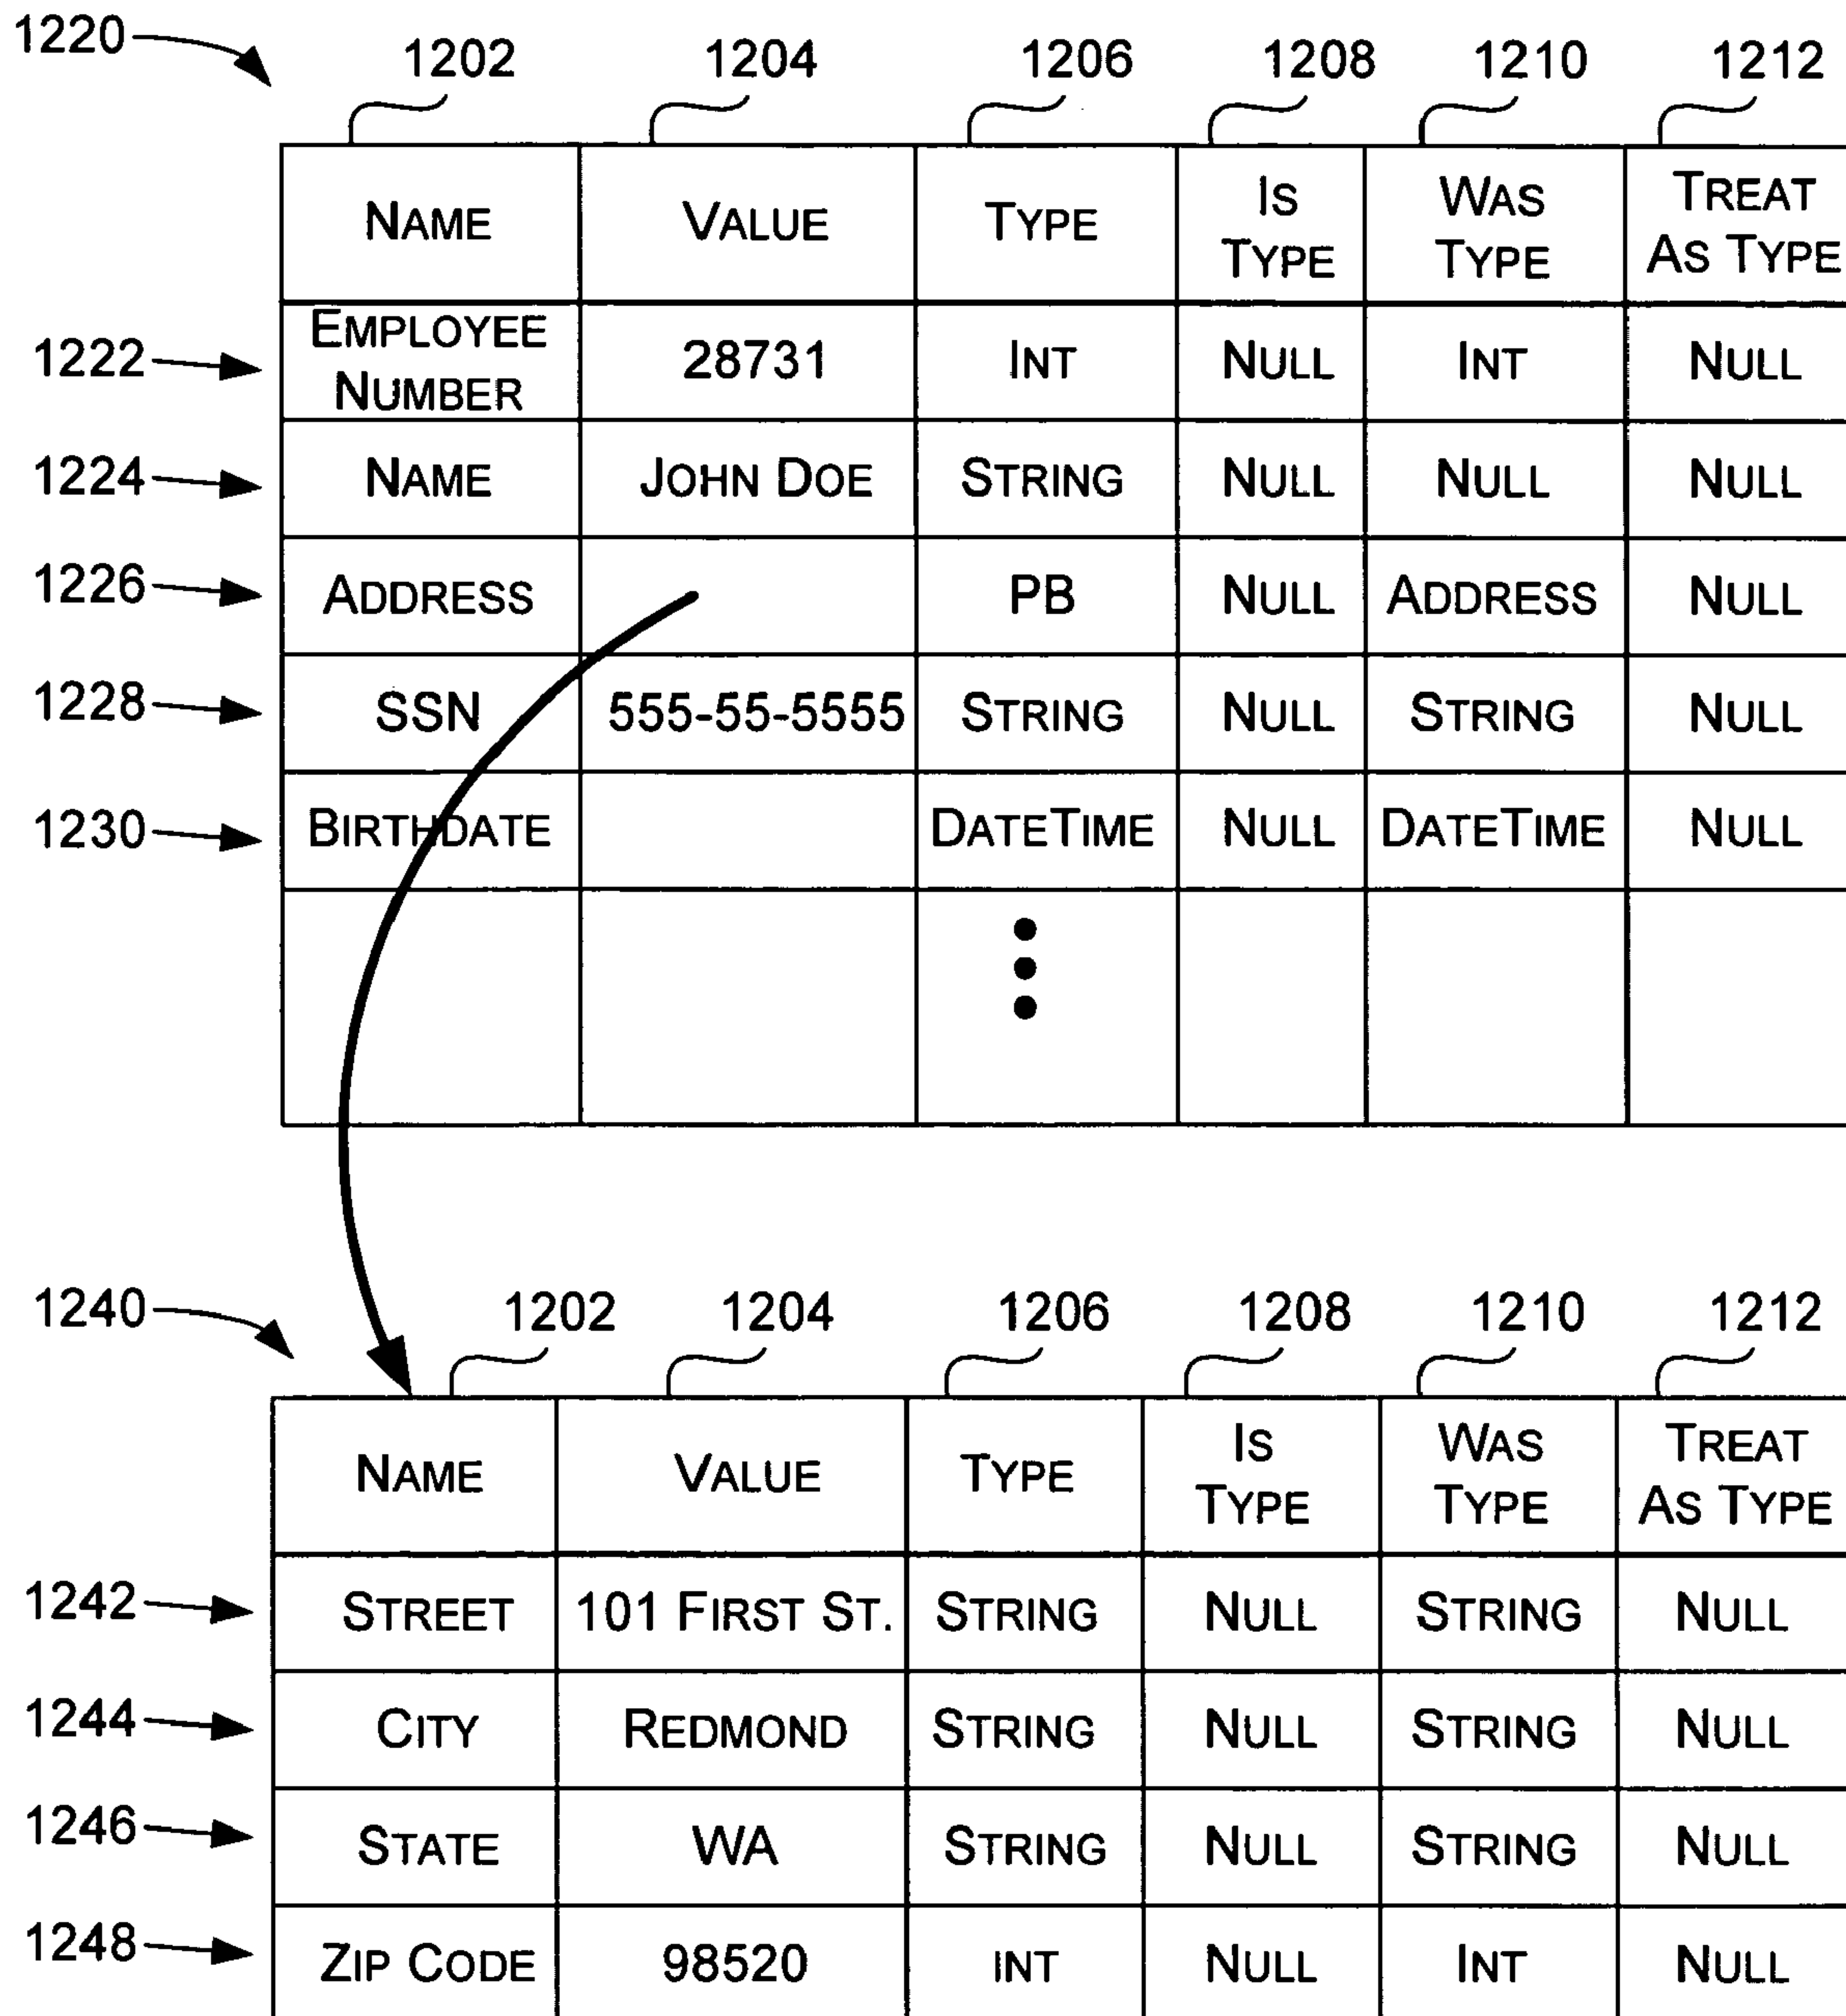 1220
1202 1204 1206 1208 1210 1212
NAME VALUE TYPE IS TYPE WAS TYPE TREAT AS TYPE
1222 EMPLOYEE NUMBER 28731 INT NULL INT NULL
1224 NAME JOHN DOE STRING NULL NULL NULL
1226 ADDRESS PB NULL ADDRESS NULL
1228 SSN 555-55-5555 STRING NULL STRING NULL
1230 BIRTHDATE DATETIME NULL DATETIME NULL
1240
1202 1204 1206 1208 1210 1212
NAME VALUE TYPE IS TYPE WAS TYPE TREAT AS TYPE
1242 STREET 101 FIRST ST. STRING NULL STRING NULL
1244 CITY REDMOND STRING NULL STRING NULL
1246 STATE WA STRING NULL STRING NULL
1248 ZIP CODE 98520 INT NULL INT NULL